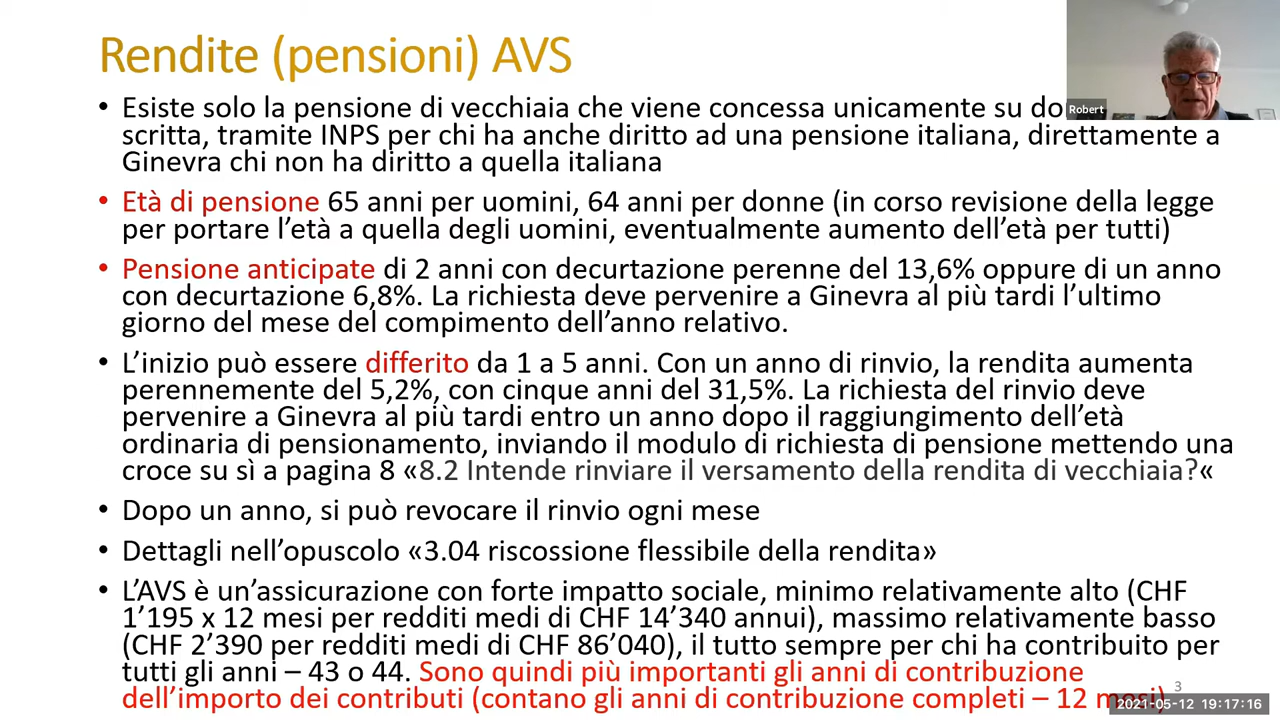 Rendite (pensioni) AVS
Robert
• Esiste solo la pensione di vecchiaia che viene concessa unicamente su
scritta, tramite INPS per chi ha anche diritto ad una pensione italiana, direttamente a
Ginevra chi non ha diritto a quella italiana
• Età di pensione 65 anni per uomini, 64 anni per donne (in corso revisione della legge
per portare l’età a quella degli uomini, eventualmente aumento dell’età per tutti)
• Pensione anticipate di 2 anni con decurtazione perenne del 13,6% oppure di un anno
con decurtazione 6,8%. La richiesta deve pervenire a Ginevra al più tardi l’ultimo
giorno del mese del compimento dell’anno relativo.
• L’inizio può essere differito da 1 a 5 anni. Con un anno di rinvio, la rendita aumenta
perennemente del 5,2%, con cinque anni del 31,5%. La richiesta del rinvio deve
pervenire a Ginevra al più tardi entro un anno dopo il raggiungimento dell’età
ordinaria di pensionamento, inviando il modulo di richiesta di pensione mettendo una
croce su sì a pagina 8 «8.2 Intende rinviare il versamento della rendita di vecchiaia?«
• Dopo un anno, si può revocare il rinvio ogni mese
• Dettagli nell’opuscolo «3.04 riscossione flessibile della rendita»
• L’AVS è un’assicurazione con forte impatto sociale, minimo relativamente alto (CHF
1’195 x 12 mesi per redditi medi di CHF 14’340 annui), massimo relativamente basso
(CHF 2’390 per redditi medi di CHF 86’040), il tutto sempre per chi ha contribuito per
tutti gli anni – 43 o 44. Sono quindi più importanti gli anni di contribuzione
dell’importo dei contributi (contano gli anni di contribuzione completi – 12 mesi)
3
2021-05-12 19:17:16